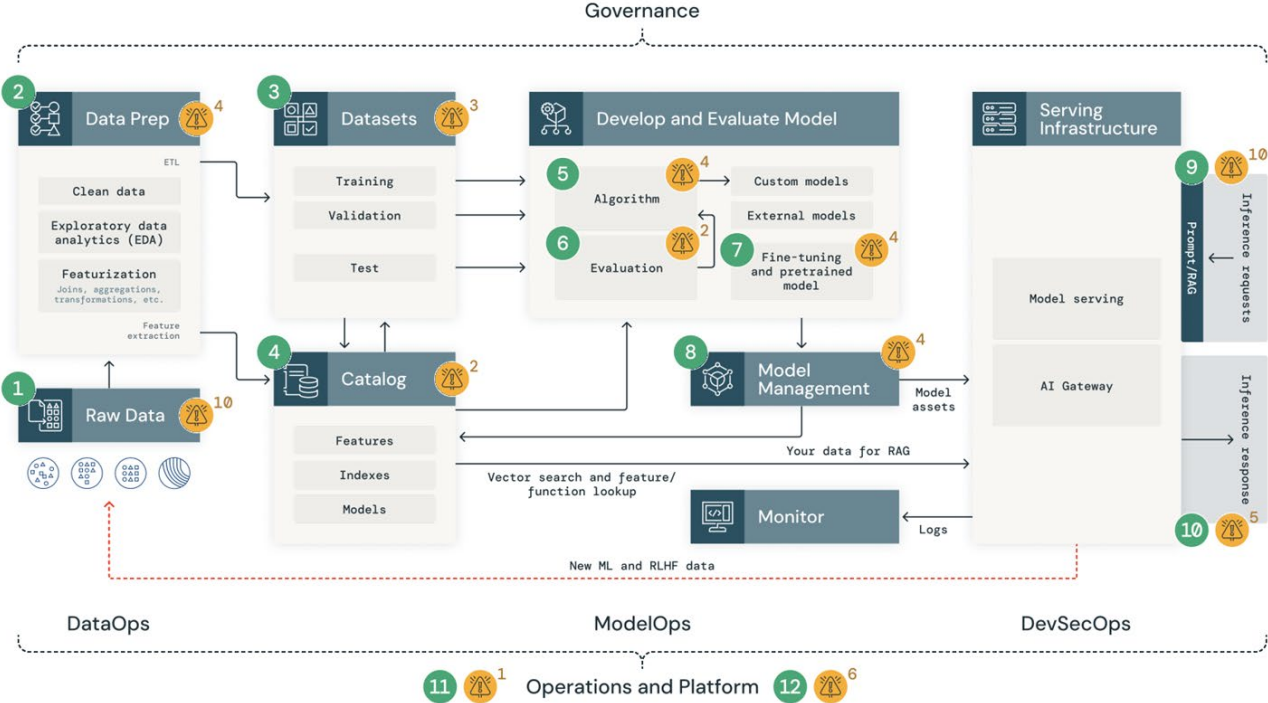 Governance
2
Data Prep
4
ETL
Clean data
Exploratory data
analytics (EDA)
Featurization
Joins, aggregations,
transformations, etc.
Feature
extraction
1
Raw Data
10
3
Datasets
3
Training
Validation
Test
4
Catalog
2
Features
Indexes
Models
Develop and Evaluate Model
5
Algorithm
4
6
Evaluation
2
Custom models
External models
7
Fine-tuning
and pretrained
model
4
8
Model
Management
4
Model
assets
Your data for RAG
Vector search and feature/
function lookup
Monitor
Logs
Serving
Infrastructure
Model serving
AI Gateway
9
10
Prompt/RAG
Inference requests
Inference response
10
5
New ML and RLHF data
DataOps
ModelOps
DevSecOps
11
1
Operations and Platform
12
6